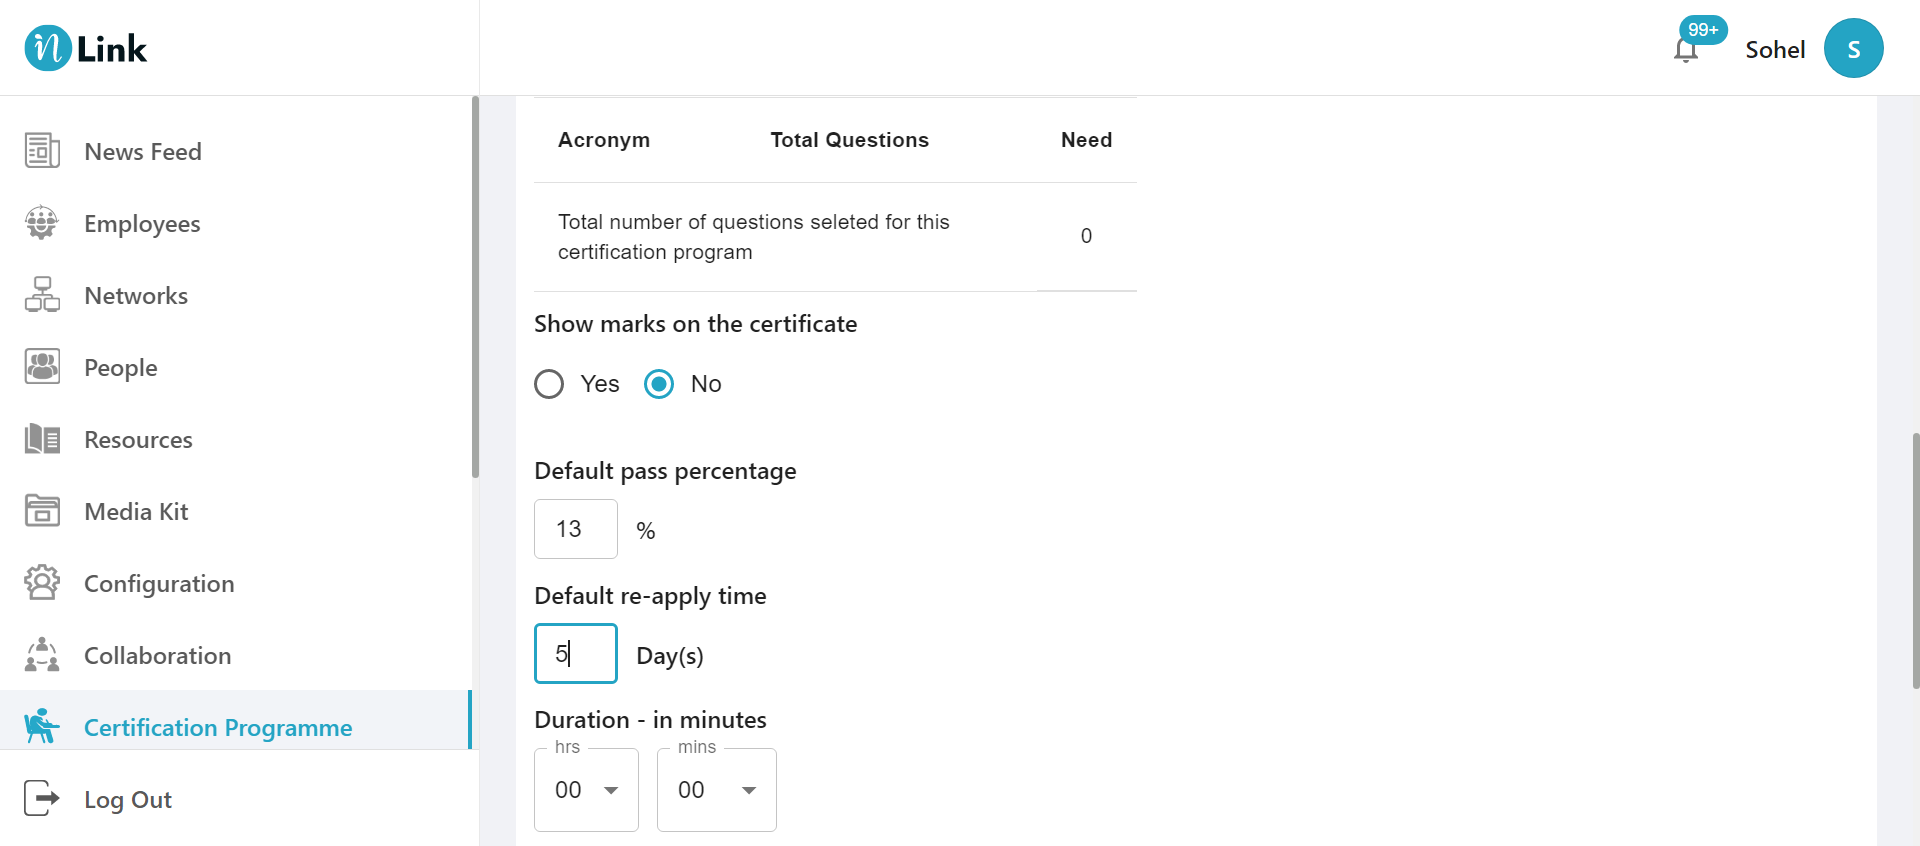 n Link
99+
Sohel
S
News Feed
Employees
Networks
People
Resources
Media Kit
Configuration
Collaboration
Certification Programme
Log Out
Acronym Total Questions Need
Total number of questions seleted for this
certification program
0
Show marks on the certificate
Yes No
Default pass percentage
13 %
Default re-apply time
5 Day(s)
Duration - in minutes
hrs mins
00 00